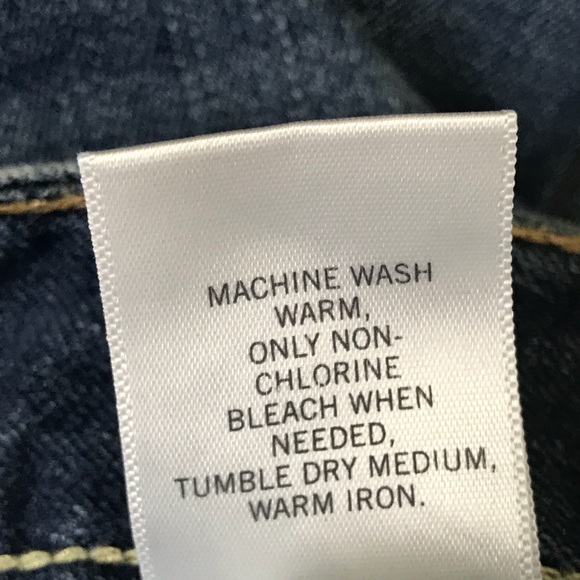 MACHINE WASH
WARM,
ONLY NON-
CHLORINE
BLEACH WHEN
NEEDED,
TUMBLE DRY MEDIUM,
WARM IRON.